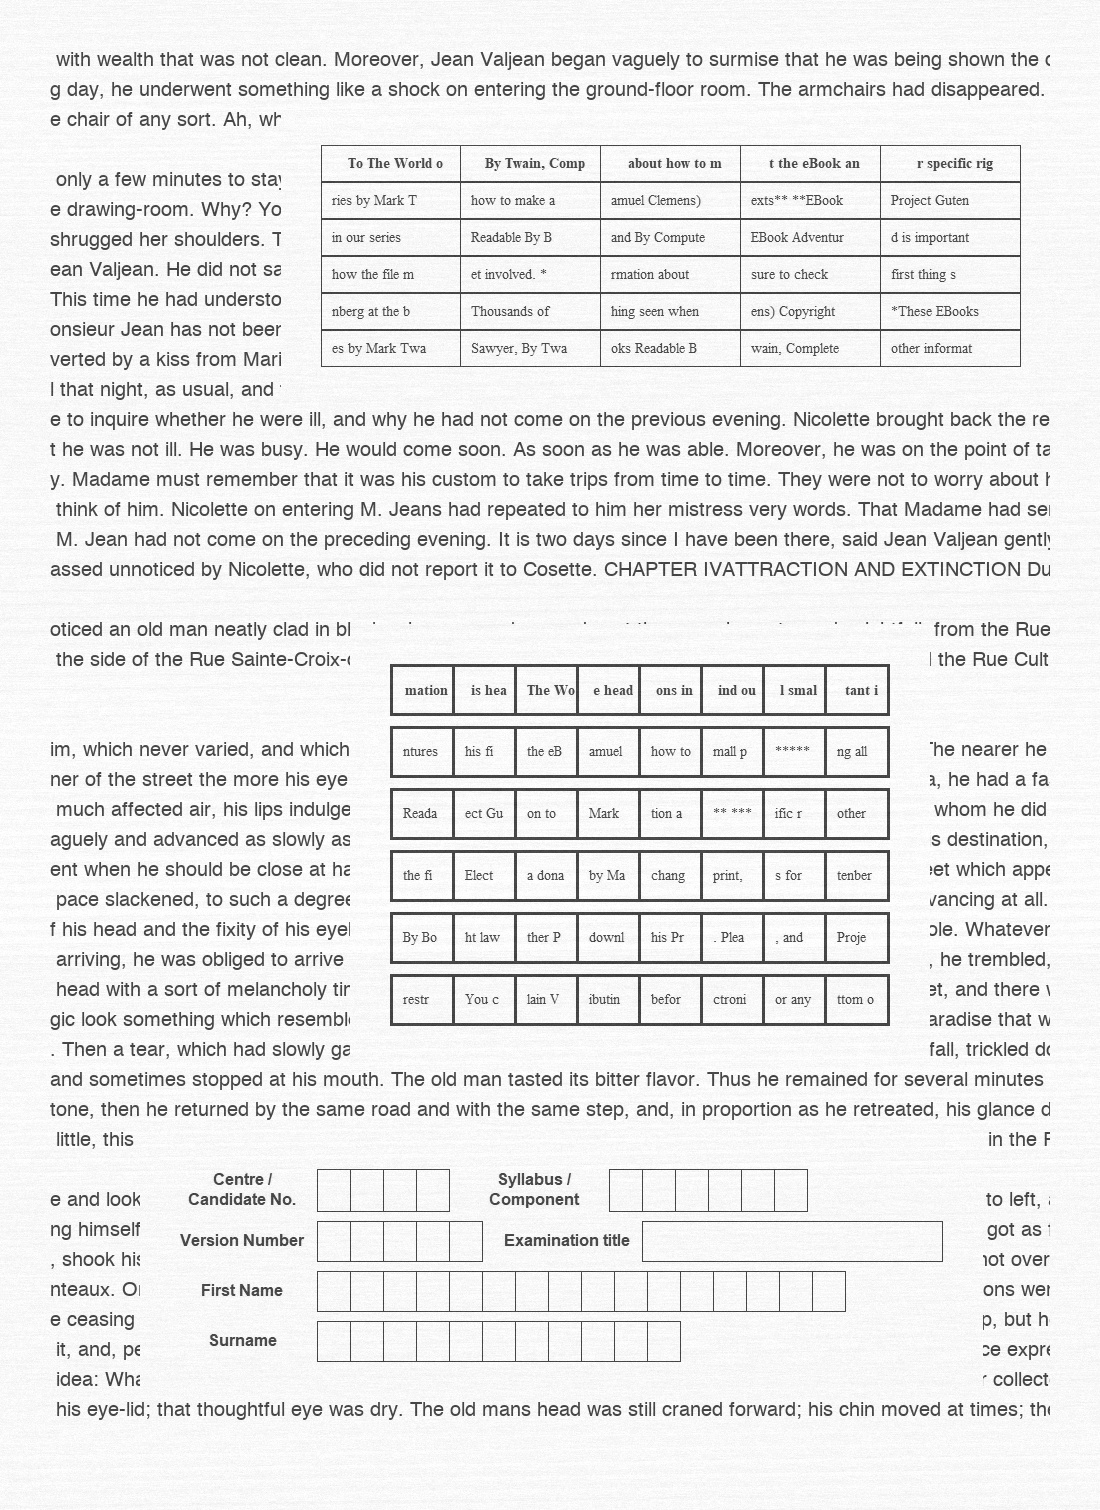 with wealth that was not clean. Moreover, Jean Valjean began vaguely to surmise that he was being shown the
g day, he underwent something like a shock on entering the ground-floor room. The armchairs had disappeared.
e chair of any sort. Ah, wh
To The World o By Twain, Comp about how to m t the eBook an r specific rig
ries by Mark T how to make a amuel Clemens) exts** **EBook Project Guten
in our series Readable By B and By Compute EBook Adventur d is important
how the file m et involved. * rmation about sure to check first thing s
nberg at the b Thousands of hing seen when ens) Copyright *These EBooks
es by Mark Twa Sawyer, By Twa oks Readable B wain, Complete other informat
only a few minutes to stay
e drawing-room. Why? Yo
shrugged her shoulders. T
ean Valjean. He did not sa
This time he had understo
onsieur Jean has not been
verted by a kiss from Mari
l that night, as usual, and
e to inquire whether he were ill, and why he had not come on the previous evening. Nicolette brought back the re
t he was not ill. He was busy. He would come soon. As soon as he was able. Moreover, he was on the point of ta
y. Madame must remember that it was his custom to take trips from time to time. They were not to worry about
think of him. Nicolette on entering M. Jeans had repeated to him her mistress very words. That Madame had se
M. Jean had not come on the preceding evening. It is two days since I have been there, said Jean Valjean gently
assed unnoticed by Nicolette, who did not report it to Cosette. CHAPTER IVATTRACTION AND EXTINCTION Du
oticed an old man neatly clad in bl from the Rue
the side of the Rue Sainte-Croix- the Rue Cult
mation is hea The Wo e head ons in ind ou l smal tant i
ntures his fi the eB amuel how to mall p ***** ng all
Reada ect Gu on to Mark tion a ** *** ific r other
the fi Elect a dona by Ma chang print, s for tenber
By Bo ht law ther P downl his Pr . Plea , and Proje
restr You c lain V ibutin befor ctroni or any ttom o
im, which never varied, and which The nearer he
ner of the street the more his eye a, he had a fa
much affected air, his lips indulge whom he did
aguely and advanced as slowly as s destination,
ent when he should be close at ha eet which appe
pace slackened, to such a degree vancing at all.
f his head and the fixity of his eye ole. Whatever
arriving, he was obliged to arrive , he trembled,
head with a sort of melancholy ti et, and there
gic look something which resembl aradise that w
. Then a tear, which had slowly ga fall, trickled do
and sometimes stopped at his mouth. The old man tasted its bitter flavor. Thus he remained for several minutes
tone, then he returned by the same road and with the same step, and, in proportion as he retreated, his glance d
little, this in the
Centre / Candidate No. Syllabus / Component
Version Number Examination title
First Name
Surname
e and look to left,
ng himself got as
, shook his not over
nteaux. O ons wer
e ceasing p, but h
it, and, pe ce expre
idea: Wha collect
his eye-lid; that thoughtful eye was dry. The old mans head was still craned forward; his chin moved at times; the